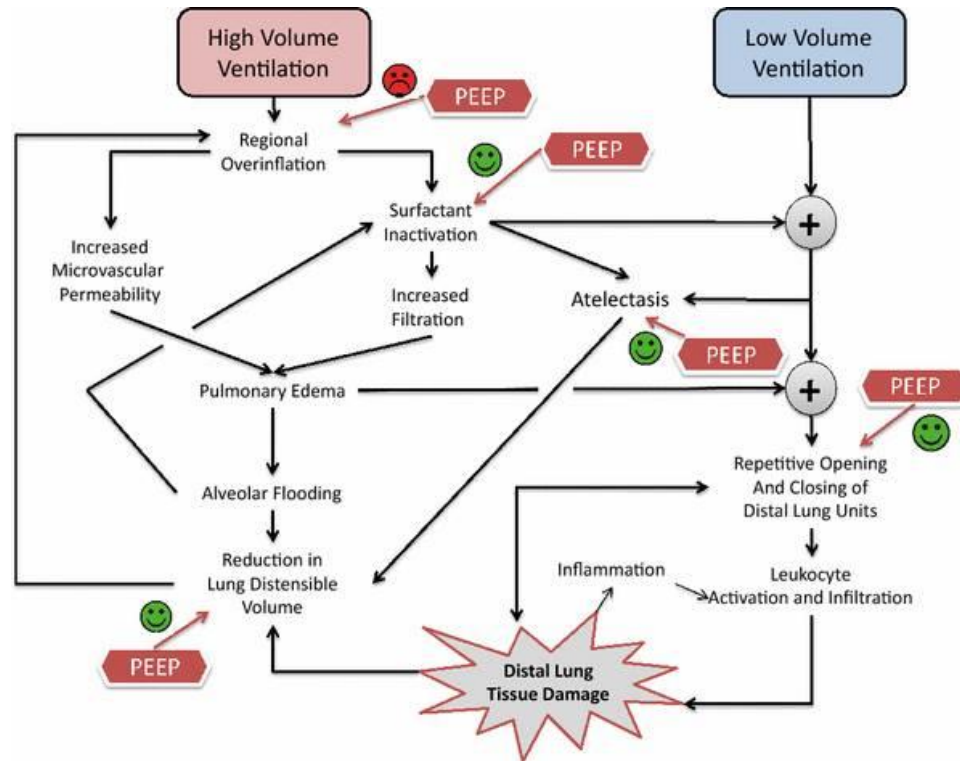 High Volume
Ventilation
Low Volume
Ventilation
PEEP
Regional
Overinflation
PEEP
Surfactant
Inactivation
+
Increased
Microvascular
Permeability
Increased
Filtration
Atelectasis
PEEP
Pulmonary Edema
+
PEEP
Repetitive Opening
And Closing of
Distal Lung Units
Alveolar Flooding
Reduction in
Lung Distensible
Volume
Inflammation
Leukocyte
Activation and Infiltration
PEEP
Distal Lung
Tissue Damage